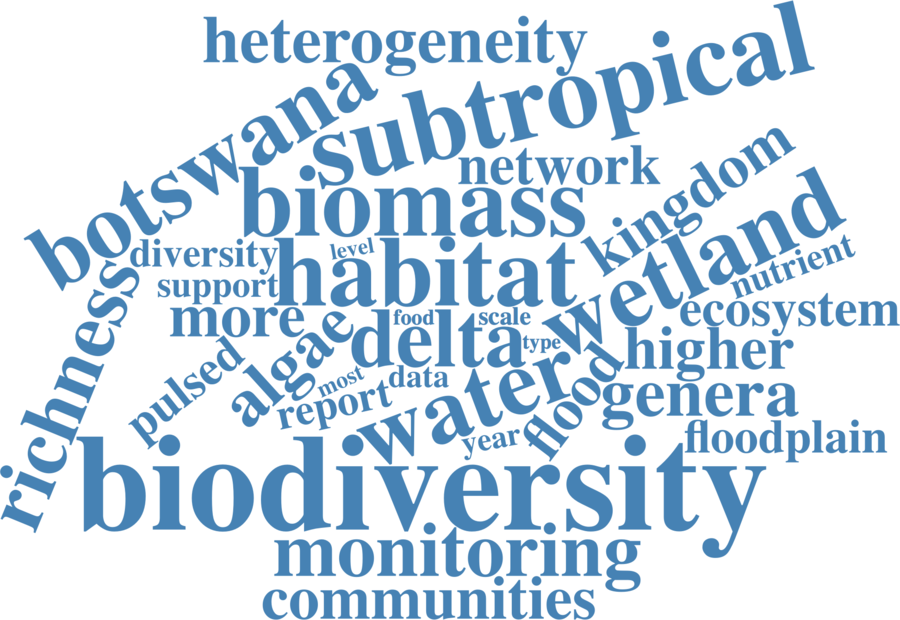 heterogeneity
subtropical
botswana
network
biomass
kingdom
diversity
level
habitat
wetland
nutrient
support
more
food
scale
ecosystem
richness
pulsed
algae
delta
type
higher
most
data
report
water
flood
genera
year
floodplain
biodiversity
monitoring
communities